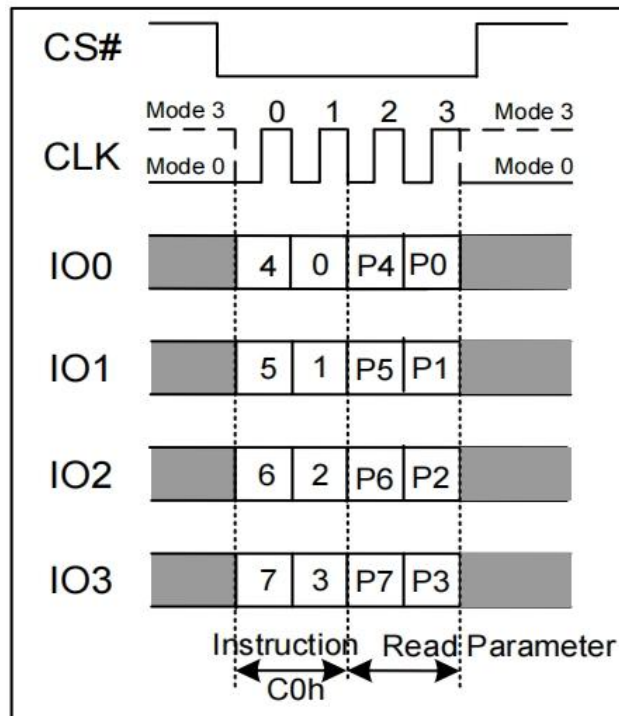 CS#
0 1 2 3
Mode 3 Mode 3
CLK
Mode 0 Mode 0
IO0 4 0 P4 P0
IO1 5 1 P5 P1
IO2 6 2 P6 P2
IO3 7 3 P7 P3
Instruction Read Parameter
C0h